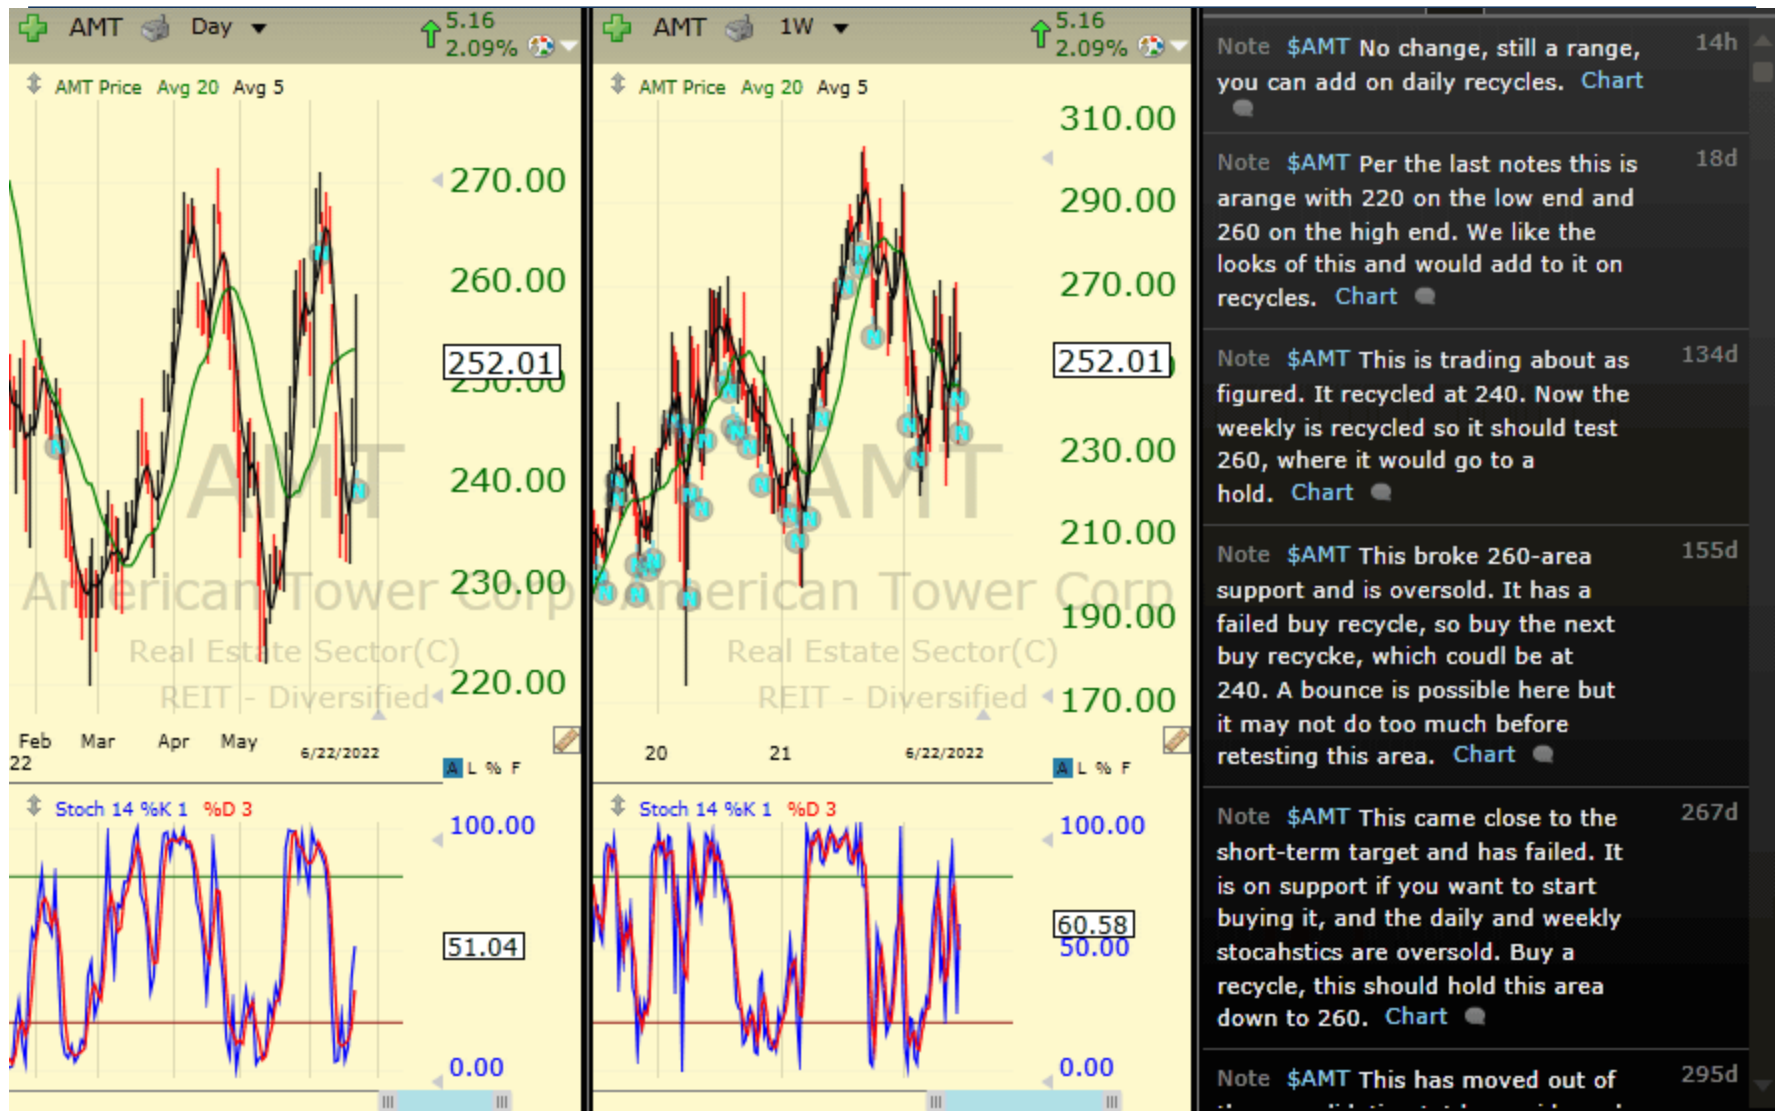 AMT Day 5.16
2.09%
AMT Price Avg 20 Avg 5
270.00
260.00
252.01
250.00
240.00
230.00
220.00
AMT
American Tower Corp
Real Estate Sector(C)
REIT - Diversified
Feb Mar Apr May 6/22/2022
22
A L % F
Stoch 14 %K 1 %D 3
100.00
51.04
0.00
N
N
N
AMT 1W 5.16
2.09%
AMT Price Avg 20 Avg 5
310.00
290.00
270.00
252.01
230.00
210.00
190.00
170.00
AMT
American Tower Corp
Real Estate Sector(C)
REIT - Diversified
20 21 6/22/2022
A L % F
Stoch 14 %K 1 %D 3
100.00
60.58
50.00
0.00
Note $AMT No change, still a range, 14h
you can add on daily recycles. Chart
Note $AMT Per the last notes this is 18d
arange with 220 on the low end and
260 on the high end. We like the
looks of this and would add to it on
recycles. Chart
Note $AMT This is trading about as 134d
figured. It recycled at 240. Now the
weekly is recycled so it should test
260, where it would go to a
hold. Chart
Note $AMT This broke 260-area 155d
support and is oversold. It has a
failed buy recycle, so buy the next
buy recycke, which coudl be at
240. A bounce is possible here but
it may not do too much before
retesting this area. Chart
Note $AMT This came close to the 267d
short-term target and has failed. It
is on support if you want to start
buying it, and the daily and weekly
stocahstics are oversold. Buy a
recycle, this should hold this area
down to 260. Chart
Note $AMT This has moved out of 295d